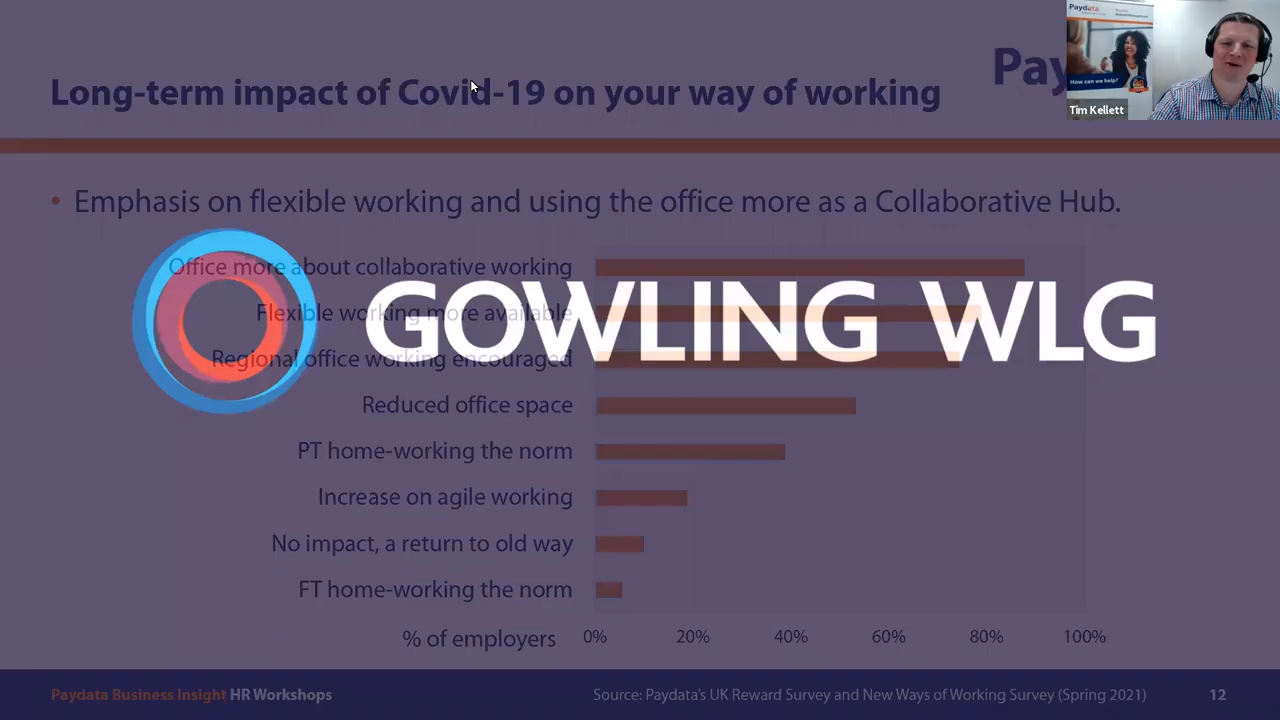 Paydata
How can we help?
Tim Kellett
Pay
Long-term impact of Covid-19 on your way of working
• Emphasis on flexible working and using the office more as a Collaborative Hub.
GOWLING WLG
Office more about collaborative working
Flexible working more available
Regional office working encouraged
Reduced office space
PT home-working the norm
Increase on agile working
No impact, a return to old way
FT home-working the norm
% of employers 0% 20% 40% 60% 80% 100%
Paydata Business Insight HR Workshops Source: Paydata's UK Reward Survey and New Ways of Working Survey (Spring 2021) 12